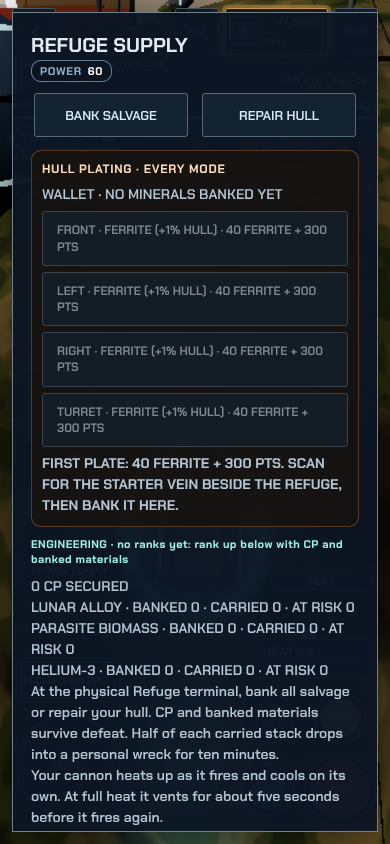 REFUGE SUPPLY
POWER 60
BANK SALVAGE
REPAIR HULL
HULL PLATING · EVERY MODE
WALLET · NO MINERALS BANKED YET
FRONT · FERRITE (+1% HULL) · 40 FERRITE + 300
PTS
LEFT · FERRITE (+1% HULL) · 40 FERRITE + 300
PTS
RIGHT · FERRITE (+1% HULL) · 40 FERRITE + 300
PTS
TURRET · FERRITE (+1% HULL) · 40 FERRITE +
300 PTS
FIRST PLATE: 40 FERRITE + 300 PTS. SCAN
FOR THE STARTER VEIN BESIDE THE REFUGE,
THEN BANK IT HERE.
ENGINEERING · no ranks yet: rank up below with CP and
banked materials
0 CP SECURED
LUNAR ALLOY · BANKED 0 · CARRIED 0 · AT RISK 0
PARASITE BIOMASS · BANKED 0 · CARRIED 0 · AT
RISK 0
HELIUM-3 · BANKED 0 · CARRIED 0 · AT RISK 0
At the physical Refuge terminal, bank all salvage
or repair your hull. CP and banked materials
survive defeat. Half of each carried stack drops
into a personal wreck for ten minutes.
Your cannon heats up as it fires and cools on its
own. At full heat it vents for about five seconds
before it fires again.